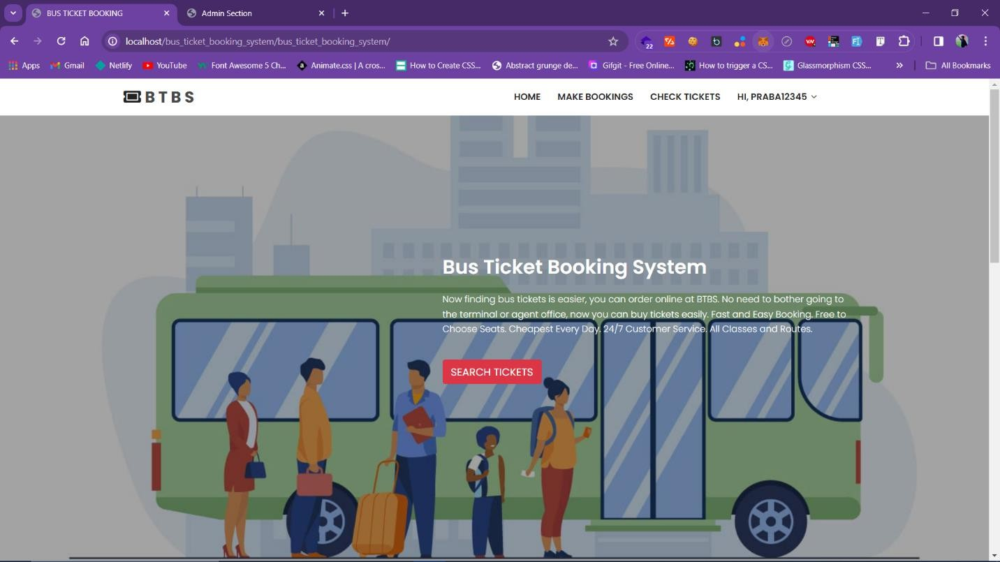 BUS TICKET BOOKING
Admin Section
localhost/bus_ticket_booking_system/bus_ticket_booking_system/
22
Apps
Gmail
Netlify
YouTube
Font Awesome 5 Ch...
Animate.css | A cros...
How to Create CSS...
Abstract grunge de...
Gifgit - Free Online...
How to trigger a CS...
Glassmorphism CSS...
All Bookmarks
BTBS
HOME
MAKE BOOKINGS
CHECK TICKETS
HI, PRABA12345
Bus Ticket Booking System
Now finding bus tickets is easier, you can order online at BTBS. No need to bother going to
the terminal or agent office, now you can buy tickets easily. Fast and Easy Booking. Free to
Choose Seats. Cheapest Every Day. 24/7 Customer Service. All Classes and Routes.
SEARCH TICKETS